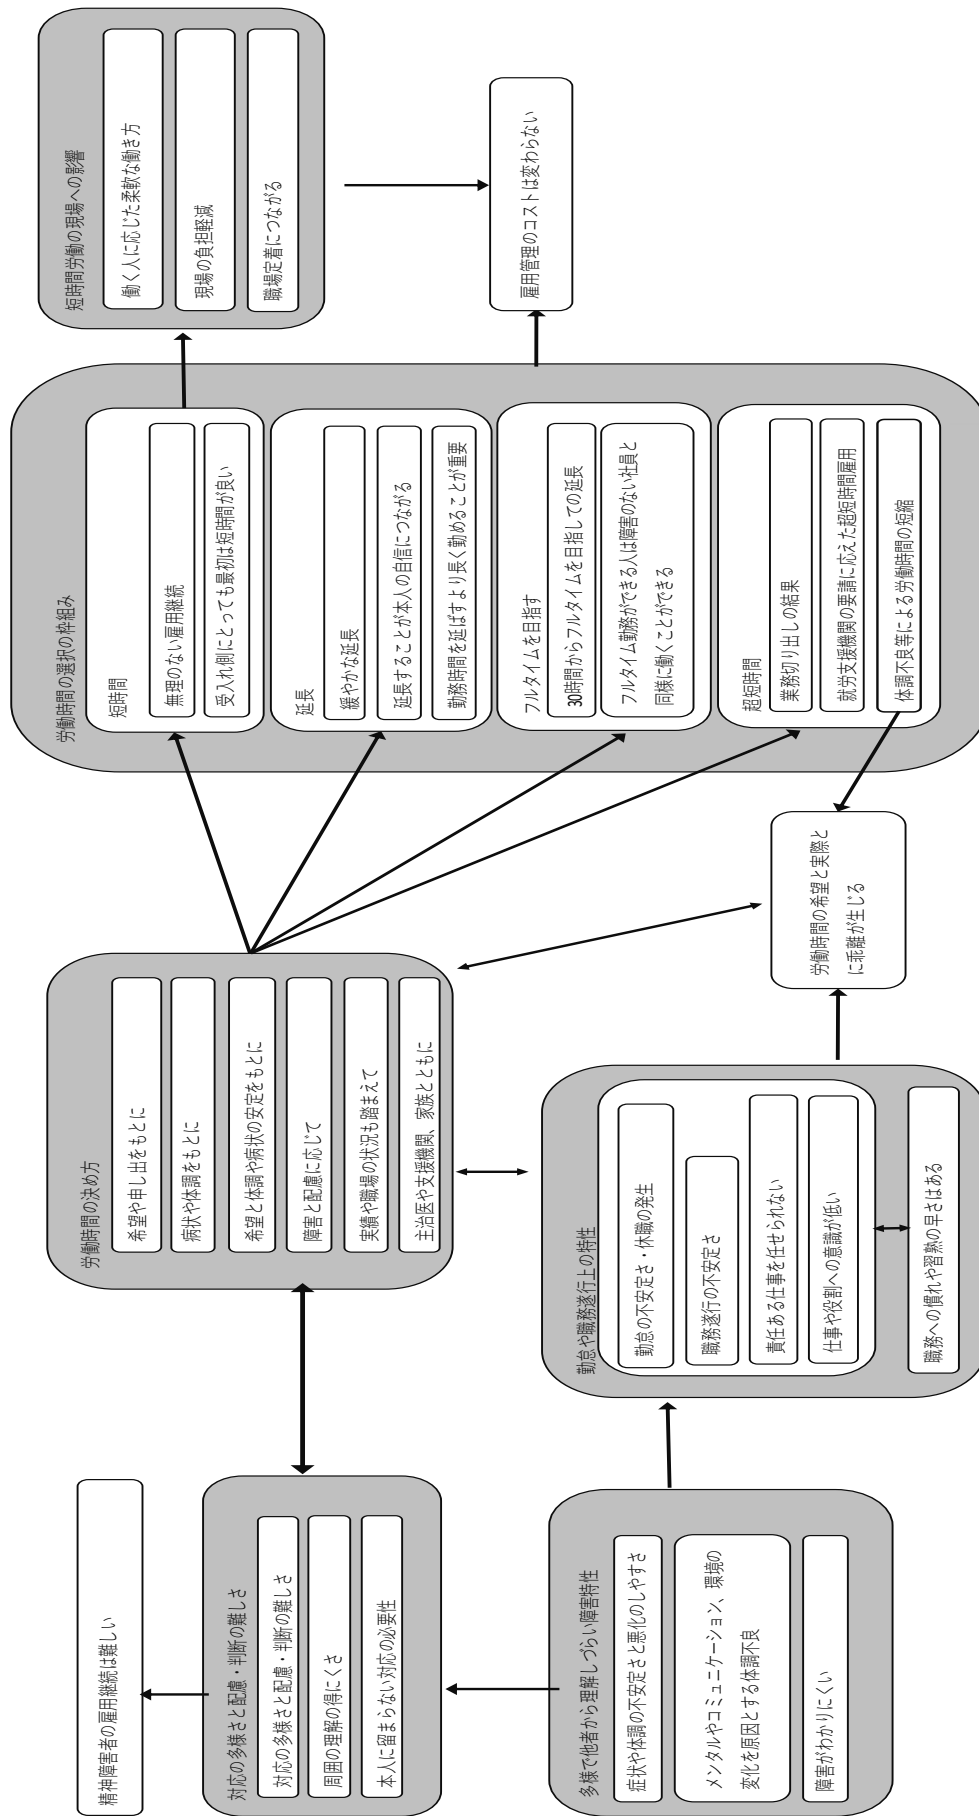 精神障害者の雇用継続は難しい
対応の多様さと配慮・判断の難しさ
対応の多様さと配慮・判断の難しさ
周囲の理解の得にくさ
本人に留まらない対応の必要性
多様で他者から理解しづらい障害特性
症状や体調の不安定さと悪化のしやすさ
メンタルやコミュニケーション、環境の
変化を原因とする体調不良
障害がわかりにくい
労働時間の決め方
希望や申し出をもとに
病状や体調をもとに
希望と体調や病状の安定をもとに
障害と配慮に応じて
実績や職場の状況も踏まえて
主治医や支援機関、家族とともに
勤怠や職務遂行上の特性
勤怠の不安定さ・休職の発生
職務遂行の不安定さ
責任ある仕事を任せられない
仕事や役割への意識が低い
職務への慣れや習熟の早さはある
労働時間の希望と実際と
に乖離が生じる
労働時間の選択の枠組み
短時間
無理のない雇用継続
受入れ側にとっても最初は短時間が良い
延長
緩やかな延長
延長することが本人の自信につながる
勤務時間を延ばすより長く勤めることが重要
フルタイムを目指す
30時間からフルタイムを目指しての延長
フルタイム勤務ができる人は障害のない社員と
同様に働くことができる
超短時間
業務切り出しの結果
就労支援機関の要請に応えた超短時間雇用
体調不良等による労働時間の短縮
短時間労働の現場への影響
働く人に応じた柔軟な働き方
現場の負担軽減
職場定着につながる
雇用管理のコストは変わらない